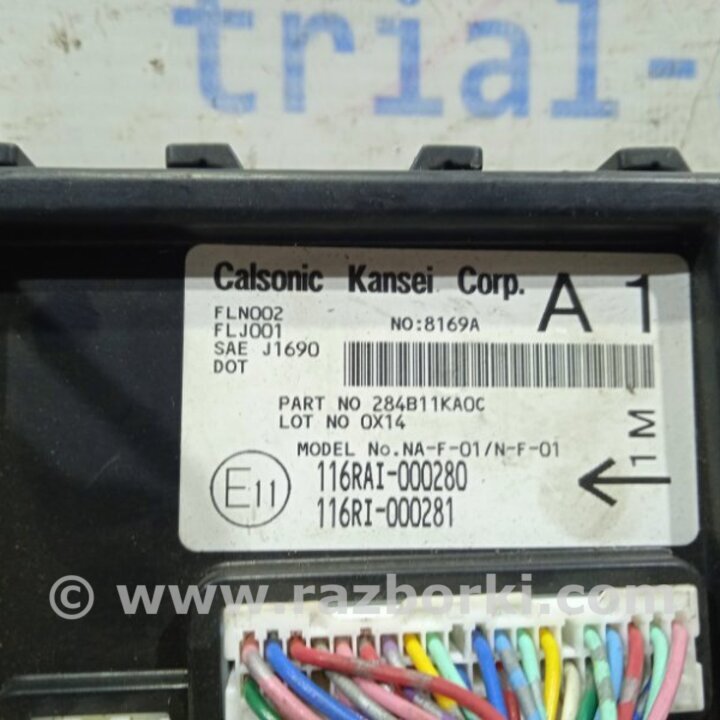 trial-
Calsonic Kansei Corp. A 1
FLN002
FLJ001 NO:8169A
SAE J1690
DOT
PART NO 284B11KA0C
LOT NO 0X14
MODEL No.NA-F-01/N-F-01
1M
E11
116RAI-000280
116RI-000281
© www.razborki.com